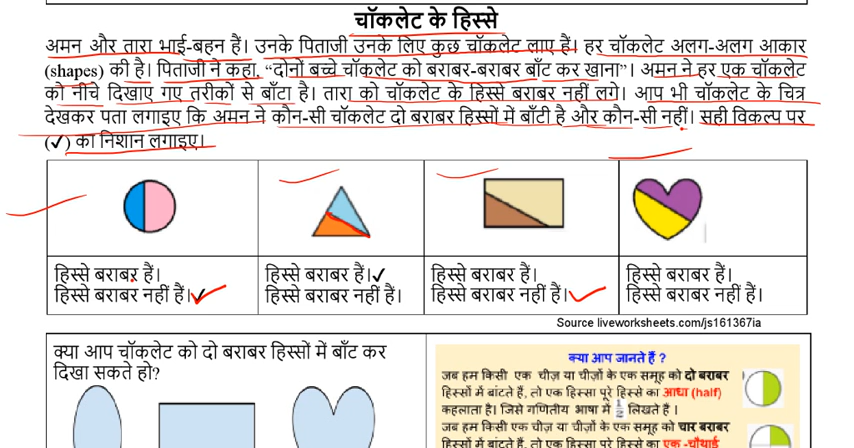 चॉकलेट के हिस्से
अमन और तारा भाई-बहन हैं। उनके पिताजी उनके लिए कुछ चॉकलेट लाए हैं। हर चॉकलेट अलग-अलग आकार
(shapes) की है। पिताजी ने कहा, “दोनों बच्चे चॉकलेट को बराबर-बराबर बाँट कर खाना”। अमन ने हर एक चॉकलेट
को नीचे दिखाए गए तरीकों से बाँटा है। तारा को चॉकलेट के हिस्से बराबर नहीं लगे। आप भी चॉकलेट के चित्र
देखकर पता लगाइए कि अमन ने कौन-सी चॉकलेट दो बराबर हिस्सों में बाँटी है और कौन-सी नहीं। सही विकल्प पर
(✓) का निशान लगाइए।
हिस्से बराबर हैं।
हिस्से बराबर नहीं हैं।✓
हिस्से बराबर हैं।✓
हिस्से बराबर नहीं हैं।
हिस्से बराबर हैं।
हिस्से बराबर नहीं हैं।
हिस्से बराबर हैं।
हिस्से बराबर नहीं हैं।
Source liveworksheets.com/js161367ia
क्या आप चॉकलेट को दो बराबर हिस्सों में बाँट कर
दिखा सकते हो?
क्या आप जानते हैं ?
जब हम किसी एक चीज़ या चीज़ों के एक समूह को दो बराबर
हिस्सों में बांटते हैं, तो एक हिस्सा पूरे हिस्से का आधा (half)
कहलाता है। जिसे गणितीय भाषा में 1/2 लिखते हैं ।
जब हम किसी एक चीज़ या चीज़ों के एक समूह को चार बराबर
हिस्सों में बांटते हैं, तो एक हिस्सा पूरे हिस्से का एक -चौथाई